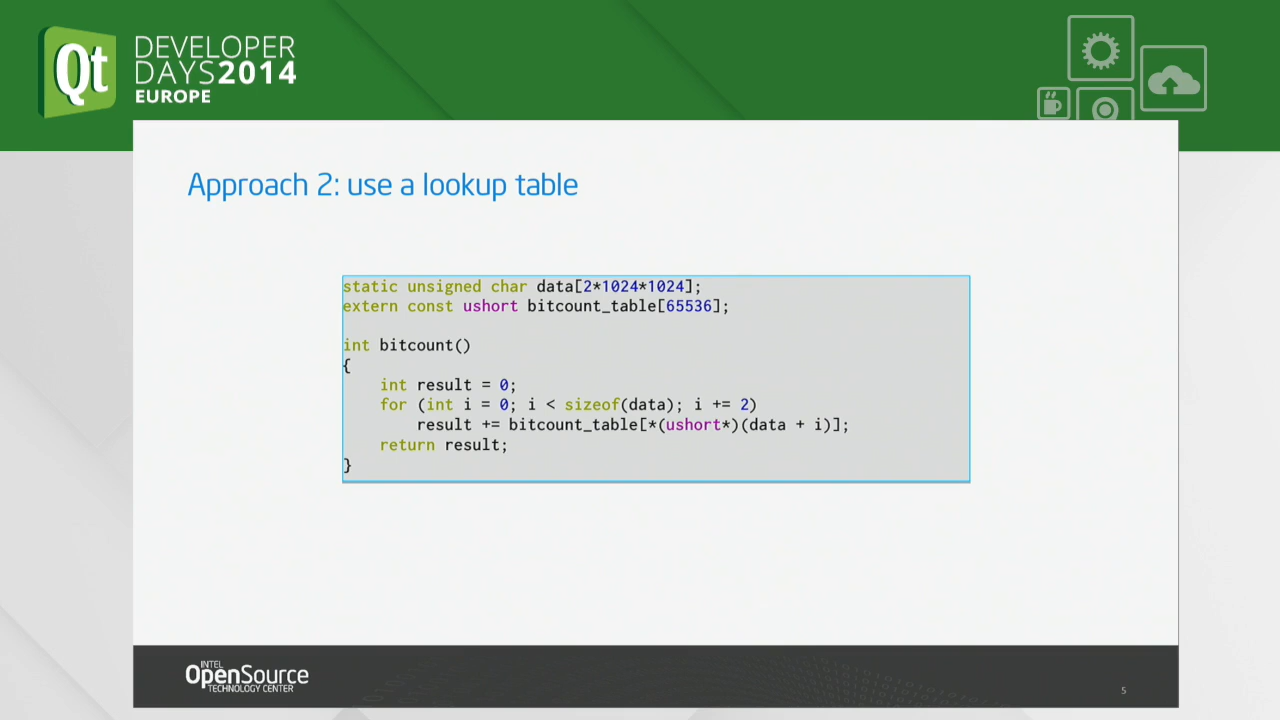 Qt
DEVELOPER
DAYS2014
EUROPE
Approach 2: use a lookup table
static unsigned char data[2*1024*1024];
extern const ushort bitcount_table[65536];
int bitcount()
{
    int result = 0;
    for (int i = 0; i < sizeof(data); i += 2)
        result += bitcount_table[*(ushort*)(data + i)];
    return result;
}
INTEL
OpenSource
TECHNOLOGY CENTER
5